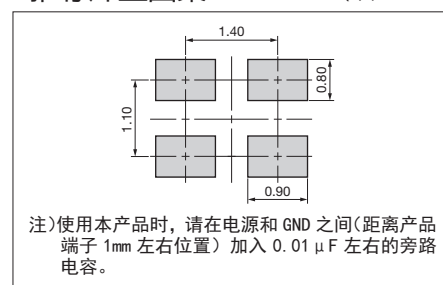 1.40
0.80
1.10
0.90
注)使用本产品时，请在电源和 GND 之间(距离产品
端子 1mm 左右位置) 加入 0.01μF 左右的旁路
电容。